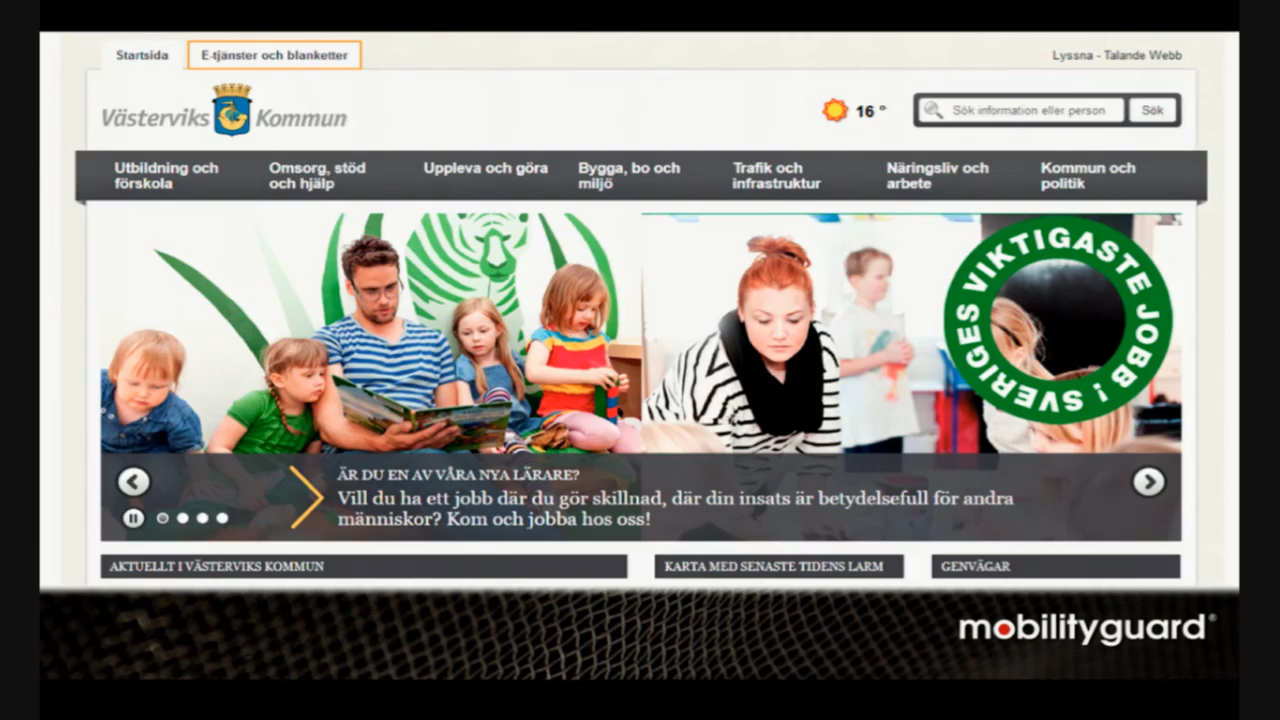 Startsida
E-tjänster och blanketter
Lyssna - Talande Webb
Västerviks Kommun
16 °
Sök information eller person
Sök
Utbildning och
förskola
Omsorg, stöd
och hjälp
Uppleva och göra
Bygga, bo och
miljö
Trafik och
infrastruktur
Näringsliv och
arbete
Kommun och
politik
SVERIGES VIKTIGASTE JOBB!
ÄR DU EN AV VÅRA NYA LÄRARE?
Vill du ha ett jobb där du gör skillnad, där din insats är betydelsefull för andra
människor? Kom och jobba hos oss!
AKTUELLT I VÄSTERVIKS KOMMUN
KARTA MED SENASTE TIDENS LARM
GENVÄGAR
mobilityguard®